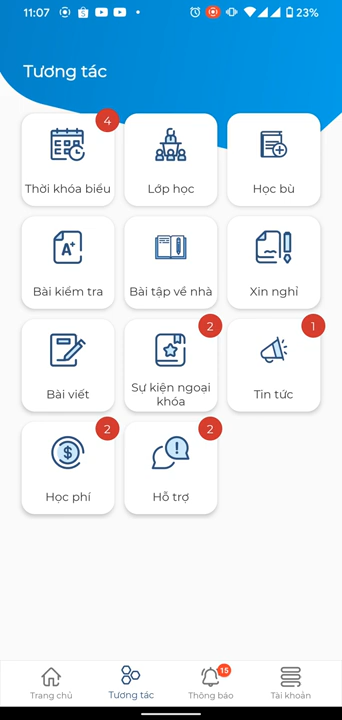 11:07
23%
Tương tác
4
Thời khóa biểu
Lớp học
Học bù
A+
Bài kiểm tra
Bài tập về nhà
Xin nghỉ
Bài viết
2
Sự kiện ngoại
khóa
1
Tin tức
2
$
Học phí
2
!
Hỗ trợ
Trang chủ
Tương tác
15
Thông báo
Tài khoản